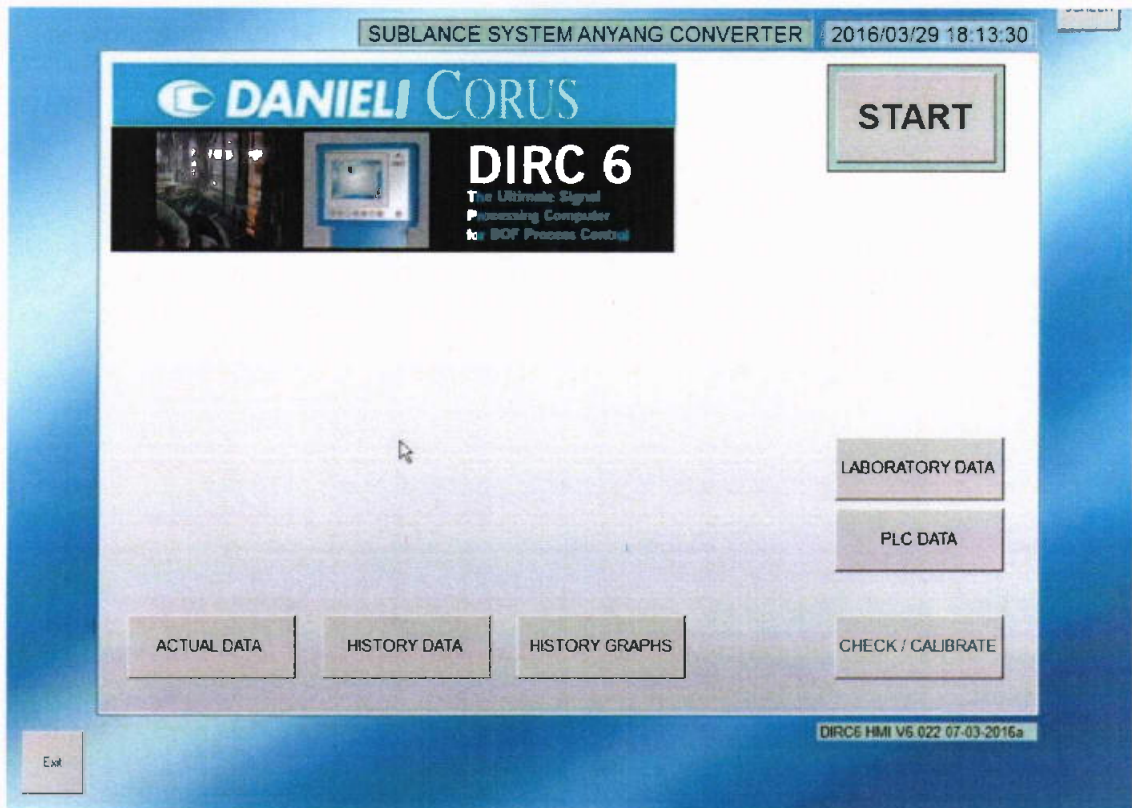 SCREEN
SUBLANCE SYSTEM ANYANG CONVERTER
2016/03/29 18:13:30
DANIELI CORUS
START
DIRC 6
The Ultimate Signal
Processing Computer
for BOF Process Control
LABORATORY DATA
PLC DATA
ACTUAL DATA
HISTORY DATA
HISTORY GRAPHS
CHECK / CALIBRATE
DIRC6 HMI V6.022 07-03-2016a
Exit